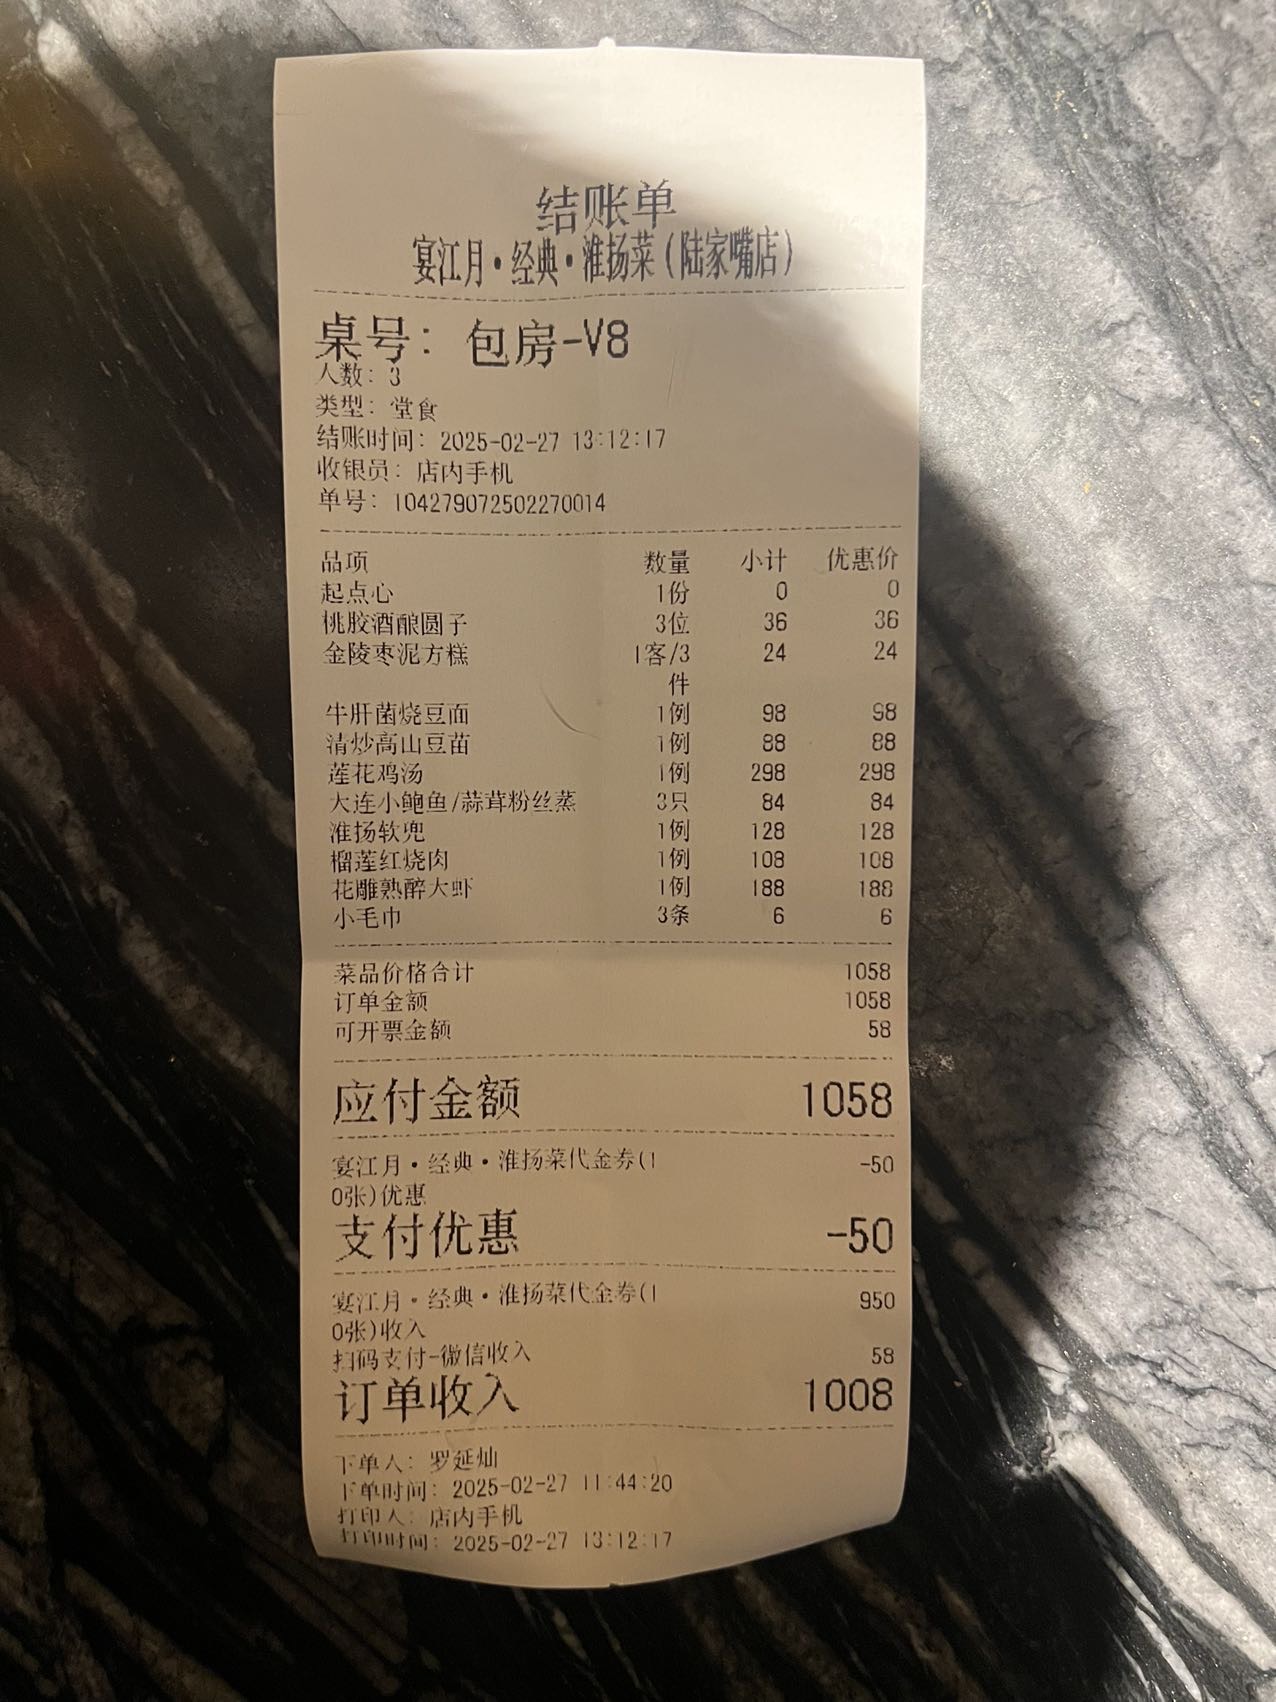 结账单
宴江月·经典·淮扬菜(陆家嘴店)
桌号: 包房-V8
人数: 3
类型: 堂食
结账时间: 2025-02-27 13:12:17
收银员: 店内手机
单号: 104279072502270014
品项 数量 小计 优惠价
起点心 1份 0 0
桃胶酒酿圆子 3位 36 36
金陵枣泥方糕 1客/3 24 24
件
牛肝菌烧豆面 1例 98 98
清炒高山豆苗 1例 88 88
莲花鸡汤 1例 298 298
大连小鲍鱼/蒜茸粉丝蒸 3只 84 84
淮扬软兜 1例 128 128
榴莲红烧肉 1例 108 108
花雕熟醉大虾 1例 188 188
小毛巾 3条 6 6
菜品价格合计 1058
订单金额 1058
可开票金额 58
应付金额 1058
宴江月·经典·淮扬菜代金券(1 -50
0张)优惠
支付优惠 -50
宴江月·经典·淮扬菜代金券(1 950
0张)收入
扫码支付-微信收入 58
订单收入 1008
下单人: 罗延灿
下单时间: 2025-02-27 11:44:20
打印人: 店内手机
打印时间: 2025-02-27 13:12:17